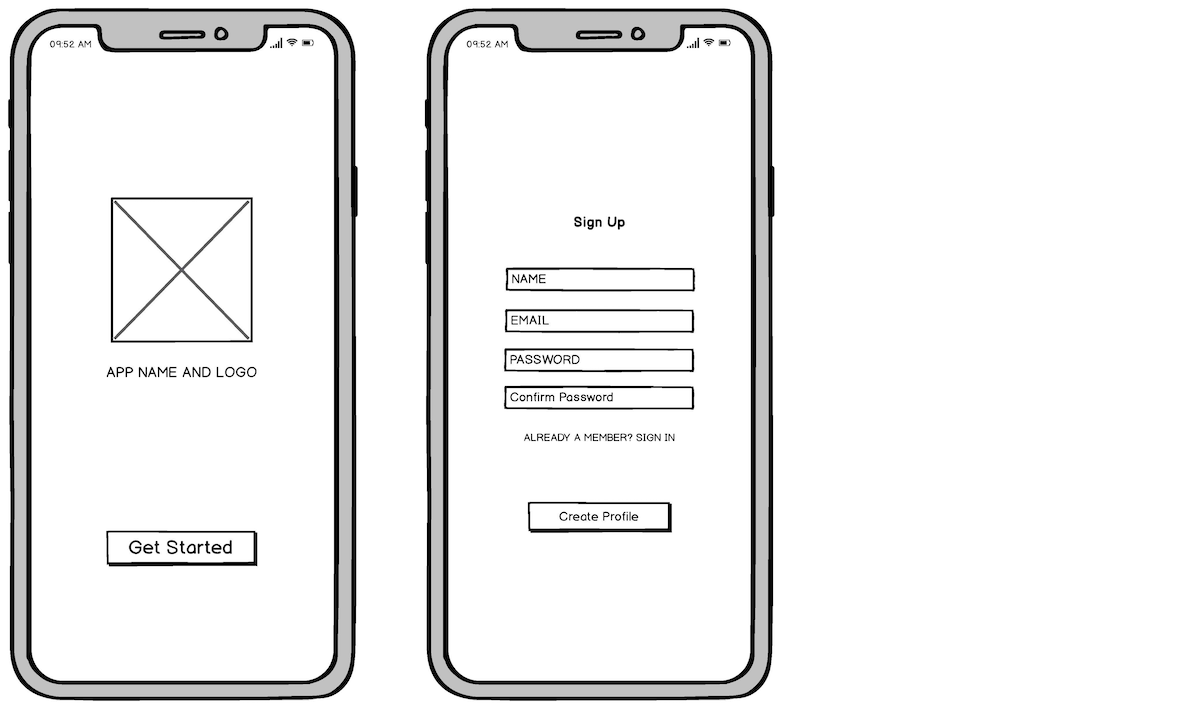 09:52 AM
APP NAME AND LOGO
Get Started
09:52 AM
Sign Up
NAME
EMAIL
PASSWORD
Confirm Password
ALREADY A MEMBER? SIGN IN
Create Profile